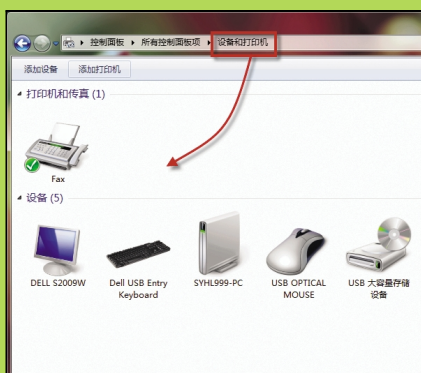 控制面板 ▸ 所有控制面板项 ▸ 设备和打印机
添加设备 添加打印机
打印机和传真 (1)
Fax
设备 (5)
DELL S2009W
Dell USB Entry
Keyboard
SYHL999-PC
USB OPTICAL
MOUSE
USB 大容量存储
设备